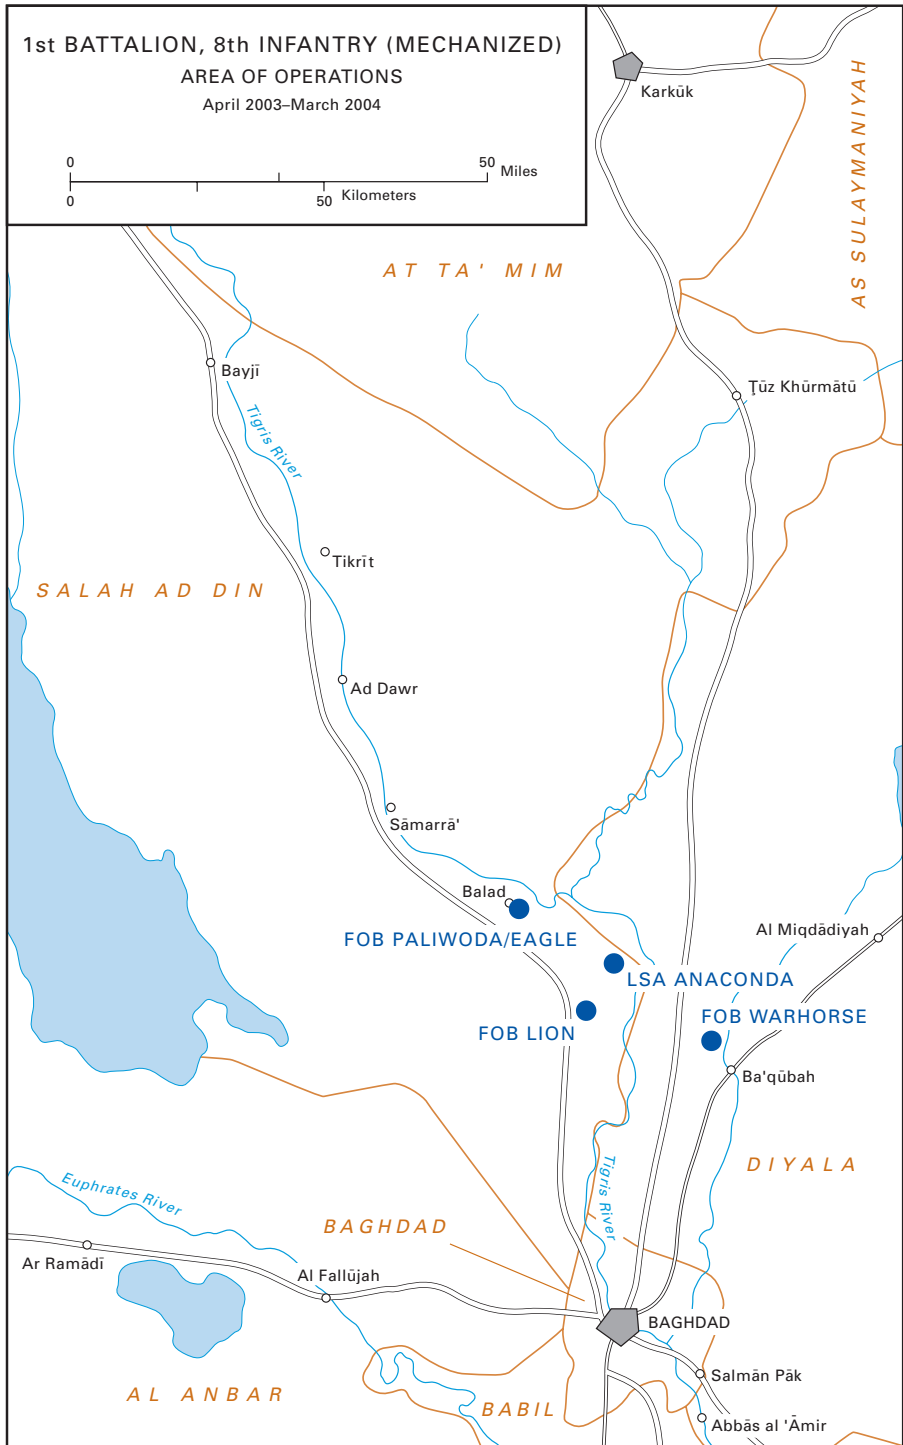 1st BATTALION, 8th INFANTRY (MECHANIZED)
AREA OF OPERATIONS
April 2003–March 2004
0
50
Miles
0
50
Kilometers
Karkūk
AS SULAYMANIYAH
AT TA' MIM
Bayjī
Ṭūz Khūrmātū
Tigris River
Tikrīt
SALAH AD DIN
Ad Dawr
Sāmarrā'
Balad
Al Miqdādiyah
FOB PALIWODA/EAGLE
LSA ANACONDA
FOB WARHORSE
FOB LION
Ba'qūbah
DIYALA
Euphrates River
Tigris River
BAGHDAD
Ar Ramādī
Al Fallūjah
BAGHDAD
Salmān Pāk
AL ANBAR
BABIL
Abbās al 'Āmir